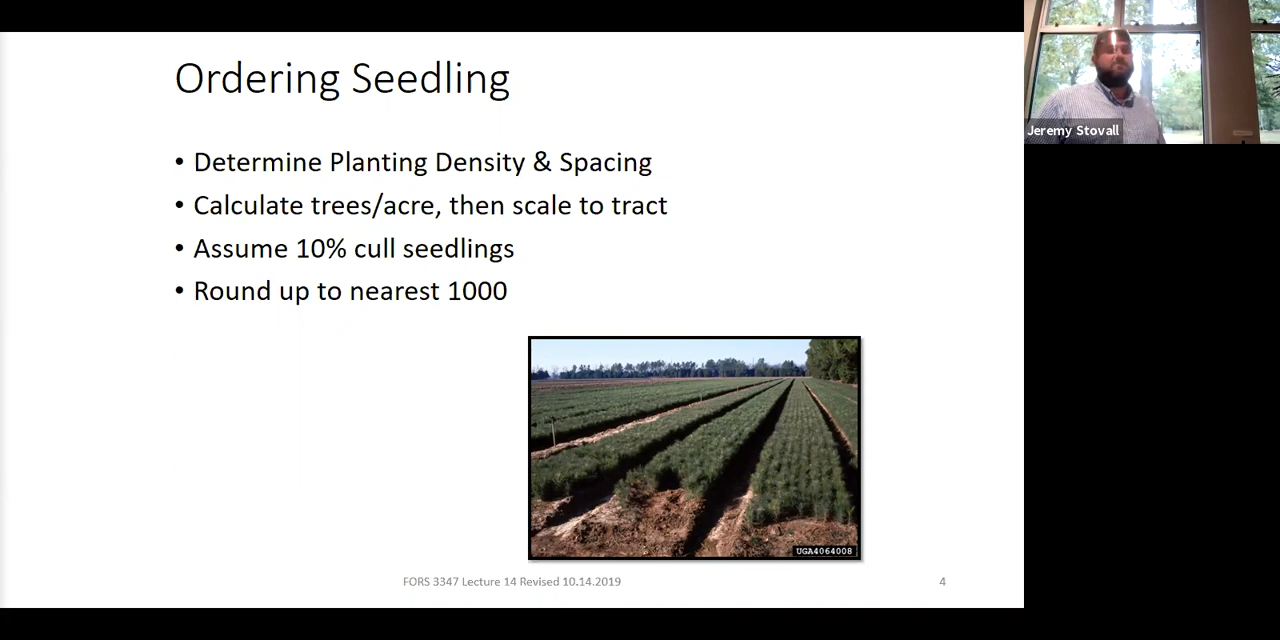 Ordering Seedling
• Determine Planting Density & Spacing
• Calculate trees/acre, then scale to tract
• Assume 10% cull seedlings
• Round up to nearest 1000
UGA4064008
FORS 3347 Lecture 14 Revised 10.14.2019
4
Jeremy Stovall